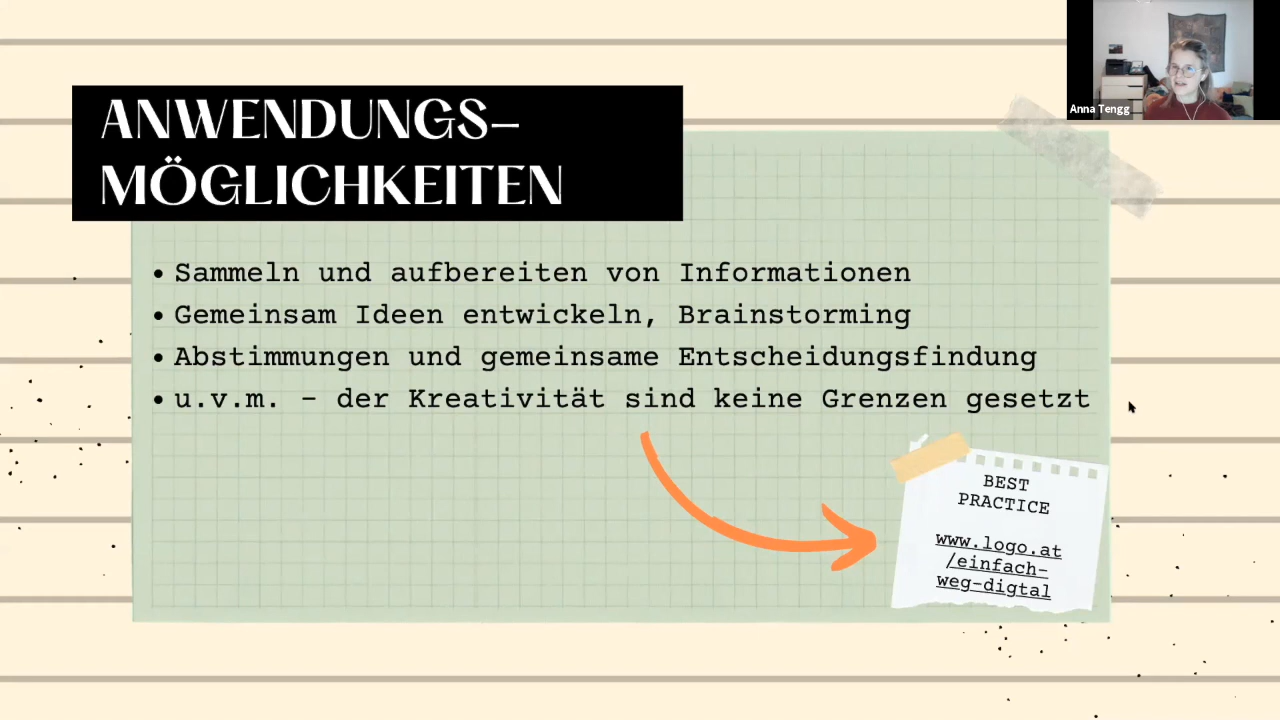 ANWENDUNGS-
MÖGLICHKEITEN
Anna Tengg
• Sammeln und aufbereiten von Informationen
• Gemeinsam Ideen entwickeln, Brainstorming
• Abstimmungen und gemeinsame Entscheidungsfindung
• u.v.m. - der Kreativität sind keine Grenzen gesetzt
BEST
PRACTICE
www.logo.at
/einfach-
weg-digtal